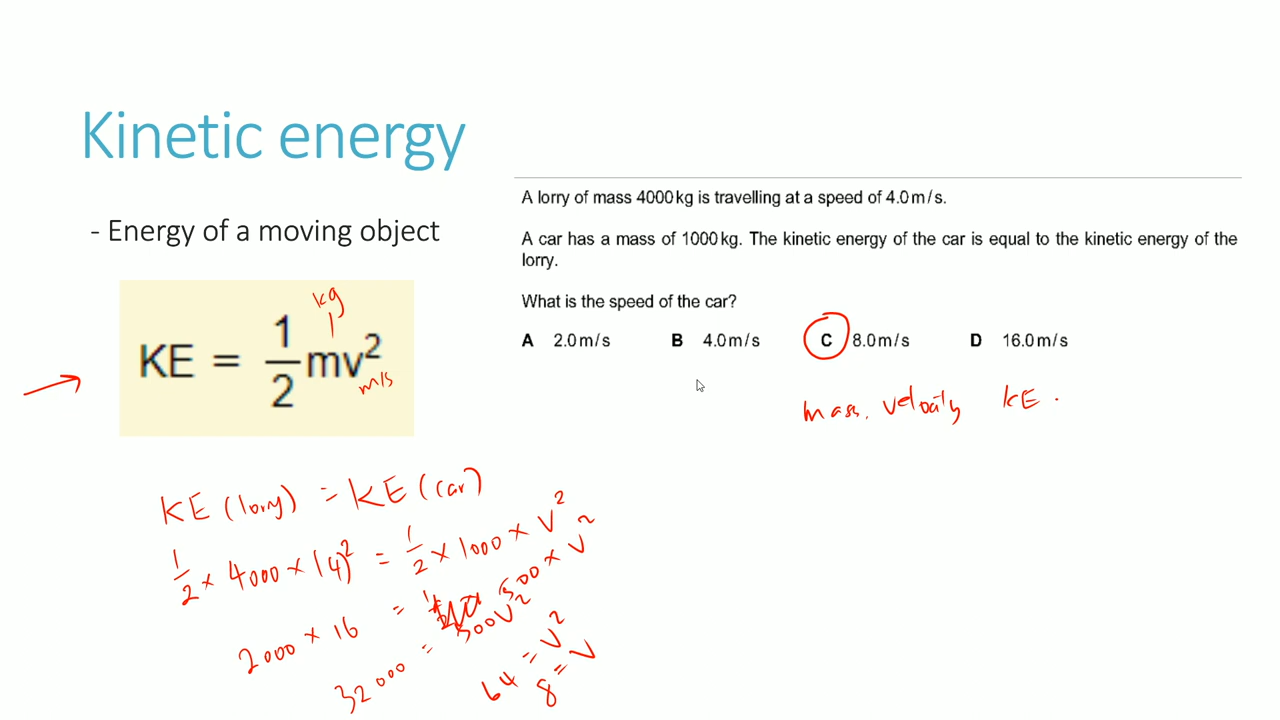 Kinetic energy
- Energy of a moving object
kg
KE = 1/2 mv²
m/s
A lorry of mass 4000 kg is travelling at a speed of 4.0 m/s.
A car has a mass of 1000 kg. The kinetic energy of the car is equal to the kinetic energy of the
lorry.
What is the speed of the car?
A 2.0 m/s B 4.0 m/s C 8.0 m/s D 16.0 m/s
mass. velocity KE.
KE (lorry) = KE (car)
1/2 × 4000 × (4)² = 1/2 × 1000 × v²
2000 × 16 = 500 × v²
32000 = 500v²
64 = v²
8 = v